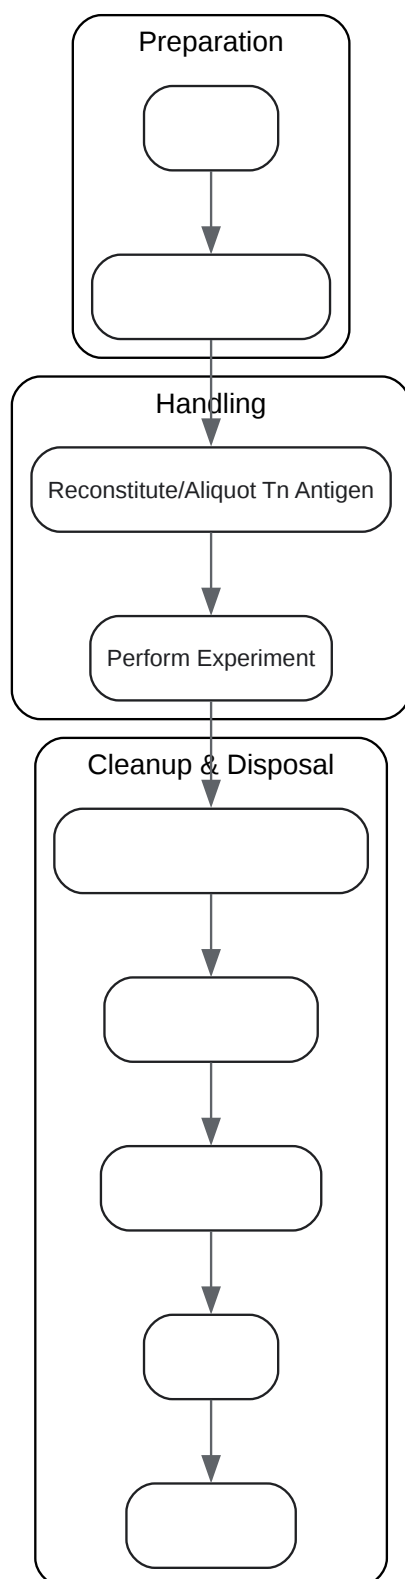 Preparation
Handling
Reconstitute/Aliquot Tn Antigen
Perform Experiment
Cleanup & Disposal